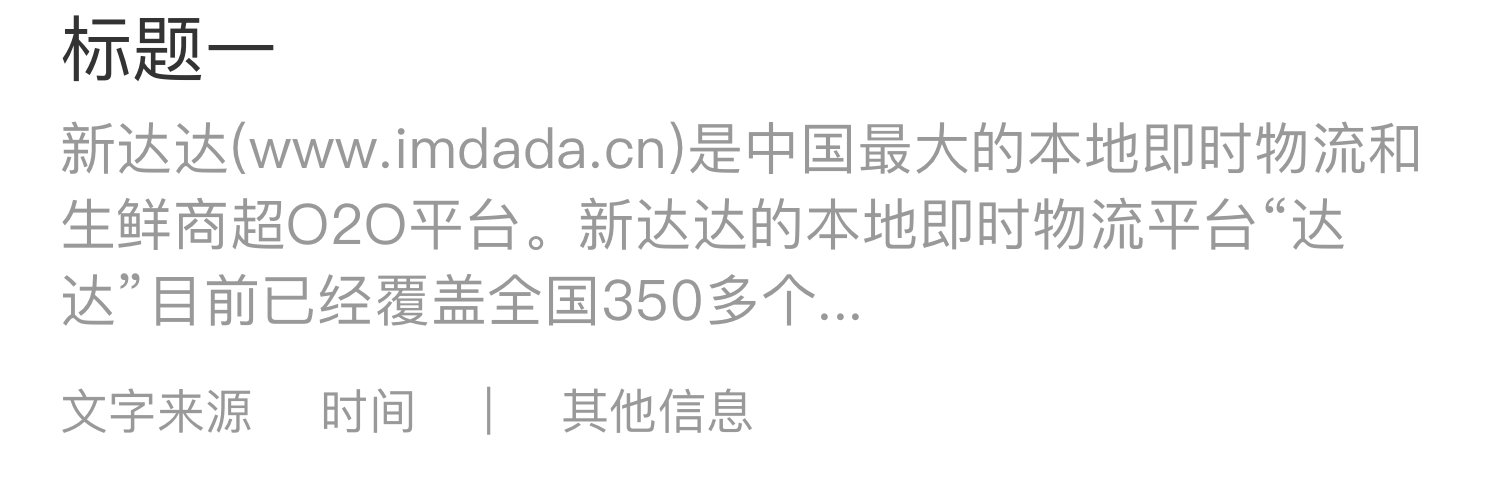 标题一
新达达(www.imdada.cn)是中国最大的本地即时物流和
生鲜商超O2O平台。新达达的本地即时物流平台“达
达”目前已经覆盖全国350多个...
文字来源 时间 | 其他信息